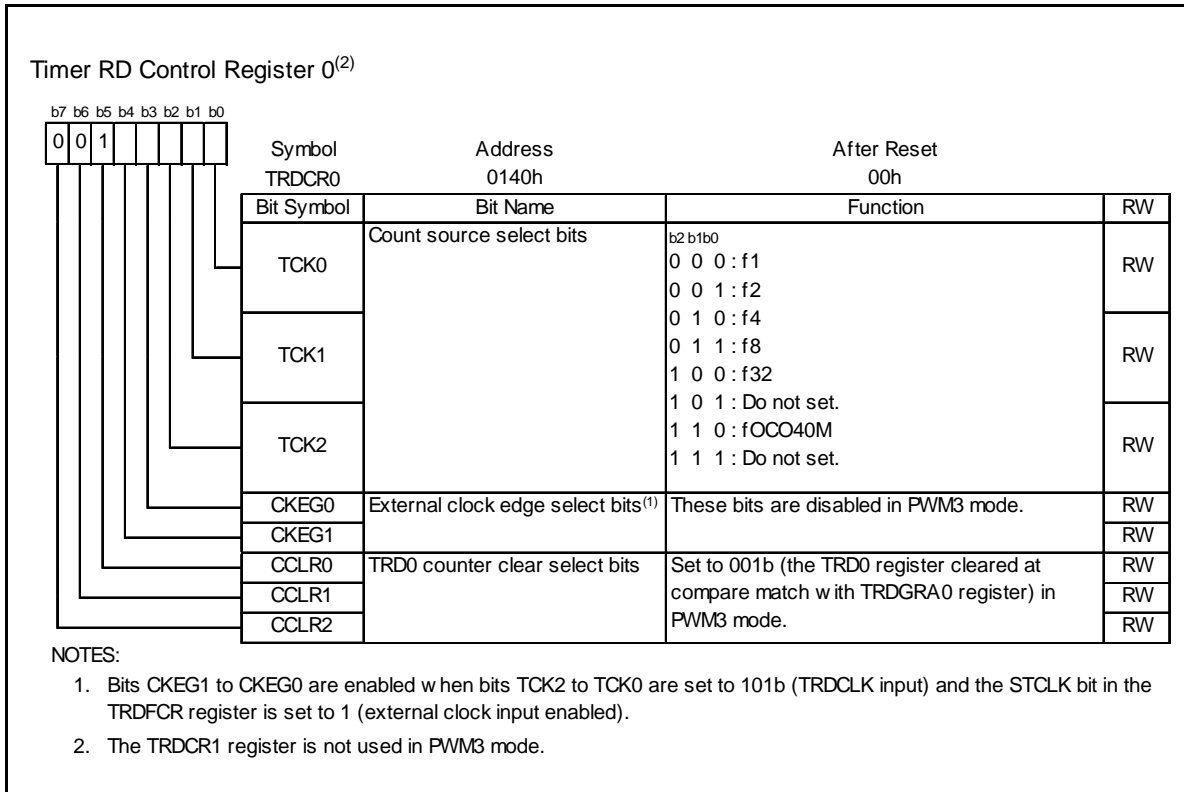 Timer RD Control Register 0(2)
b7 b6 b5 b4 b3 b2 b1 b0
0 0 1
Symbol Address After Reset
TRDCR0 0140h 00h
Bit Symbol Bit Name Function RW
TCK0 Count source select bits b2 b1b0 RW
0 0 0 : f1
0 0 1 : f2
TCK1 0 1 0 : f4 RW
0 1 1 : f8
1 0 0 : f32
TCK2 1 0 1 : Do not set. RW
1 1 0 : fOCO40M
1 1 1 : Do not set.
CKEG0 External clock edge select bits(1) These bits are disabled in PWM3 mode. RW
CKEG1 RW
CCLR0 TRD0 counter clear select bits Set to 001b (the TRD0 register cleared at RW
CCLR1 compare match with TRDGRA0 register) in RW
CCLR2 PWM3 mode. RW
NOTES:
1. Bits CKEG1 to CKEG0 are enabled when bits TCK2 to TCK0 are set to 101b (TRDCLK input) and the STCLK bit in the
TRDFCR register is set to 1 (external clock input enabled).
2. The TRDCR1 register is not used in PWM3 mode.